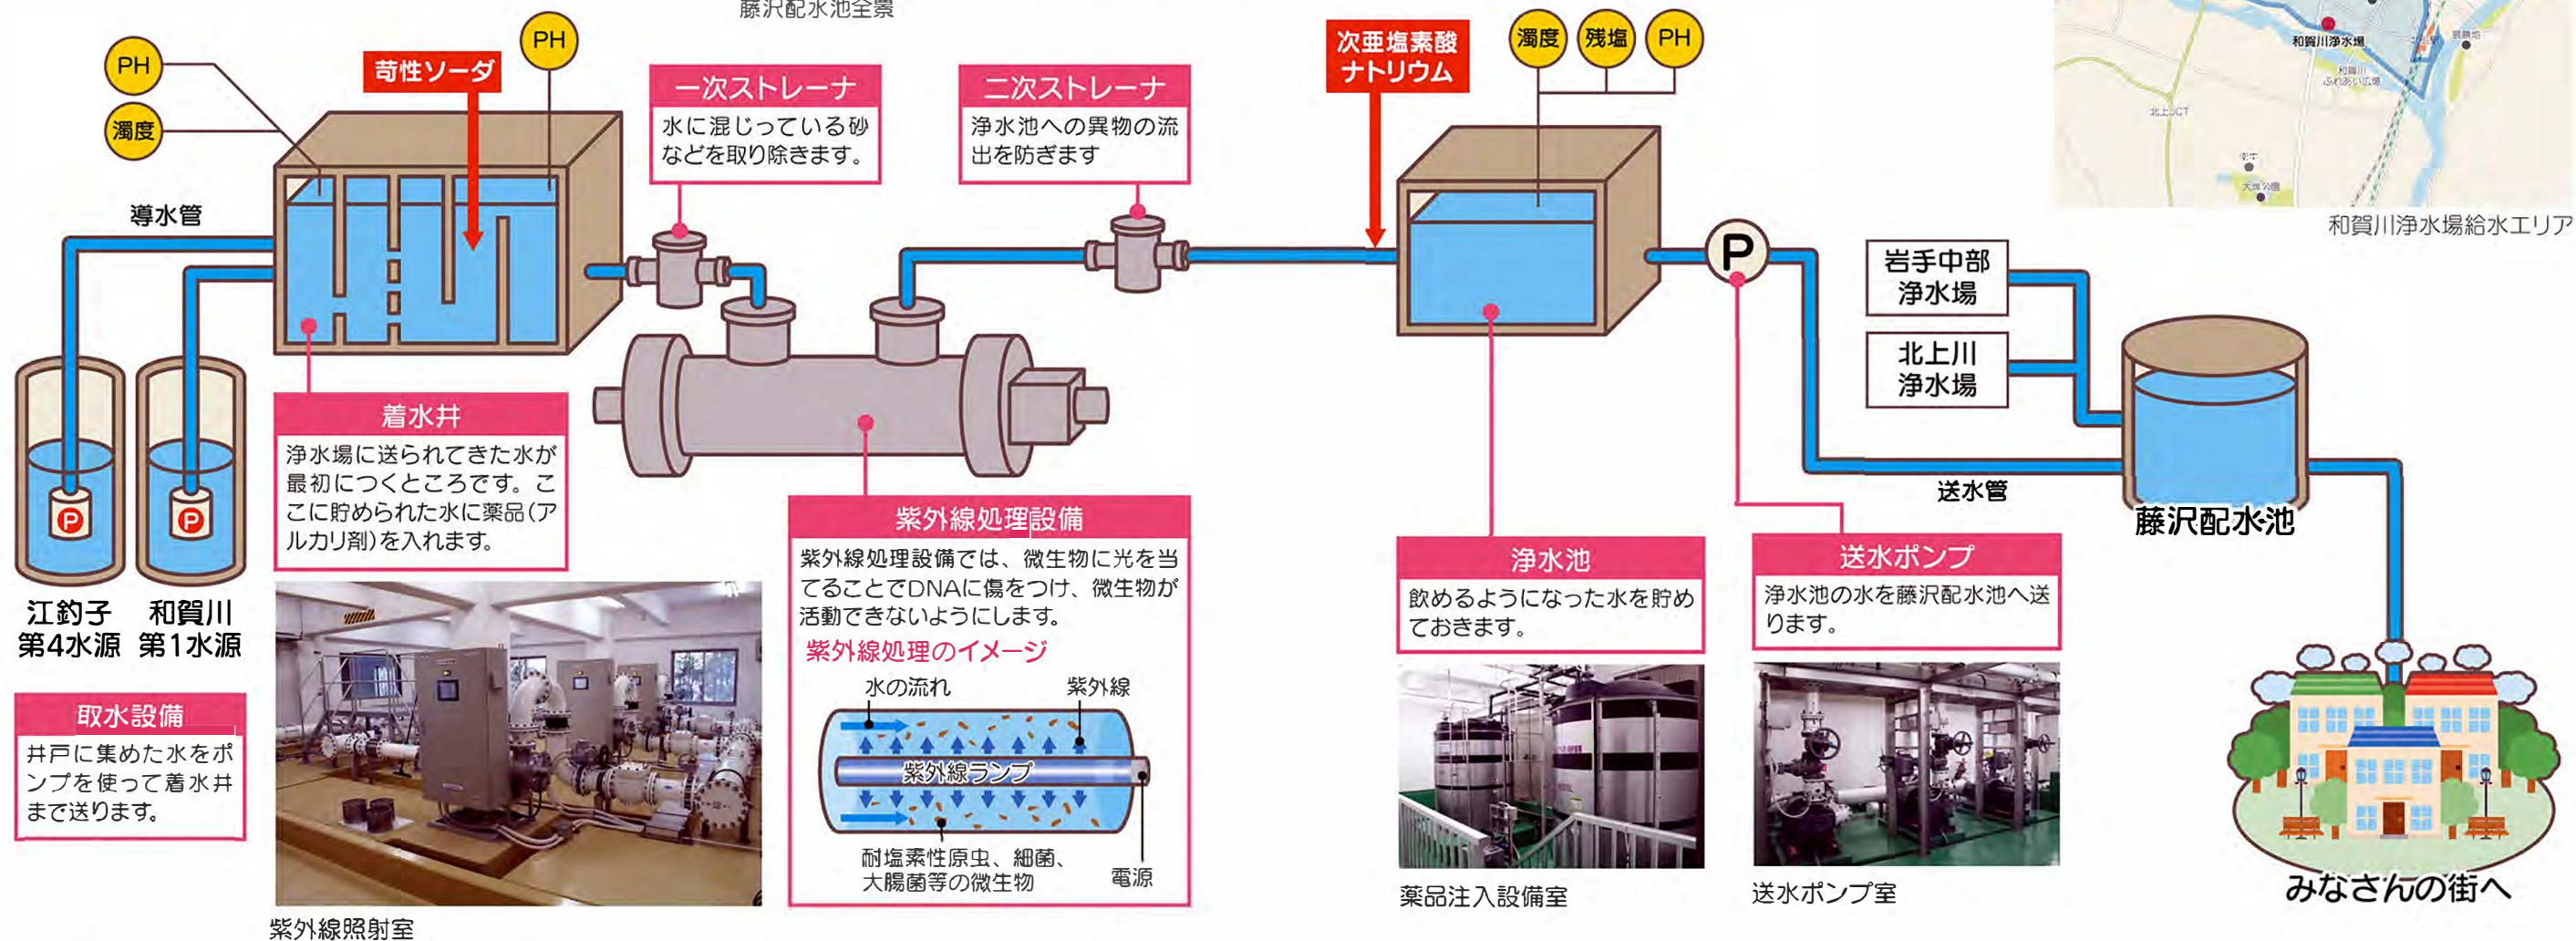 藤沢配水池全景
PH
濁度
苛性ソーダ
PH
導水管
一次ストレーナ
水に混じっている砂
などを取り除きます。
二次ストレーナ
浄水池への異物の流
出を防ぎます
次亜塩素酸
ナトリウム
濁度
残塩
PH
和賀川浄水場
和賀川
ふれあい広場
北上JCT
大堰公園
和賀川浄水場給水エリア
P
岩手中部
浄水場
北上川
浄水場
送水管
藤沢配水池
P
P
江釣子
第4水源
和賀川
第1水源
取水設備
井戸に集めた水をポ
ンプを使って着水井
まで送ります。
着水井
浄水場に送られてきた水が
最初につくところです。こ
こに貯められた水に薬品(ア
ルカリ剤)を入れます。
紫外線照射室
紫外線処理設備
紫外線処理設備では、微生物に光を当
てることでDNAに傷をつけ、微生物が
活動できないようにします。
紫外線処理のイメージ
水の流れ
紫外線
紫外線ランプ
耐塩素性原虫、細菌、
大腸菌等の微生物
電源
浄水池
飲めるようになった水を貯め
ておきます。
薬品注入設備室
送水ポンプ
浄水池の水を藤沢配水池へ送
ります。
送水ポンプ室
みなさんの街へ